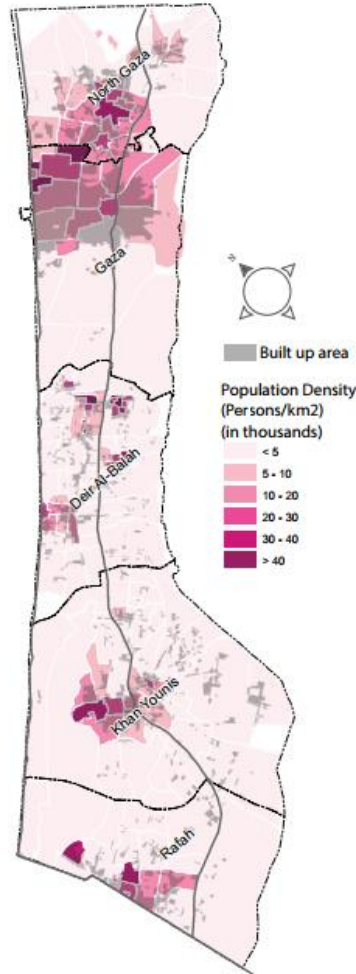 North Gaza
Gaza
N
Built up area
Population Density
(Persons/km2)
(in thousands)
< 5
5 - 10
10 - 20
20 - 30
30 - 40
> 40
Deir Al-Balah
Khan Younis
Rafah